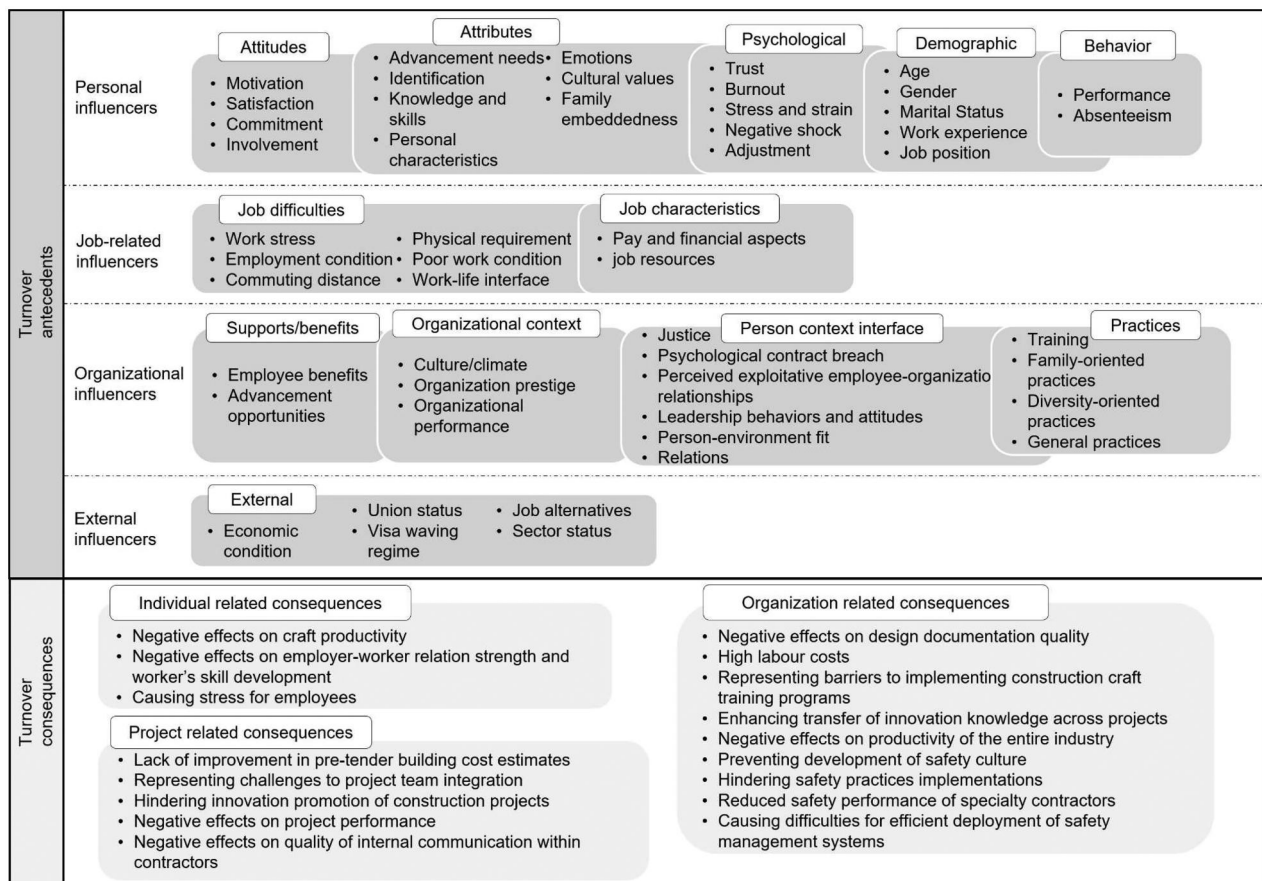 Turnover
antecedents
Personal
influencers
Attitudes
• Motivation
• Satisfaction
• Commitment
• Involvement
Attributes
• Advancement needs
• Identification
• Knowledge and
skills
• Personal
characteristics
• Emotions
• Cultural values
• Family
embeddedness
Psychological
• Trust
• Burnout
• Stress and strain
• Negative shock
• Adjustment
Demographic
• Age
• Gender
• Marital Status
• Work experience
• Job position
Behavior
• Performance
• Absenteeism
Job-related
influencers
Job difficulties
• Work stress
• Employment condition
• Commuting distance
• Physical requirement
• Poor work condition
• Work-life interface
Job characteristics
• Pay and financial aspects
• job resources
Organizational
influencers
Supports/benefits
• Employee benefits
• Advancement
opportunities
Organizational context
• Culture/climate
• Organization prestige
• Organizational
performance
Person context interface
• Justice
• Psychological contract breach
• Perceived exploitative employee-organizatio
relationships
• Leadership behaviors and attitudes
• Person-environment fit
• Relations
Practices
• Training
• Family-oriented
practices
• Diversity-oriented
practices
• General practices
External
influencers
External
• Economic
condition
• Union status
• Visa waving
regime
• Job alternatives
• Sector status
Turnover
consequences
Individual related consequences
• Negative effects on craft productivity
• Negative effects on employer-worker relation strength and
worker's skill development
• Causing stress for employees
Project related consequences
• Lack of improvement in pre-tender building cost estimates
• Representing challenges to project team integration
• Hindering innovation promotion of construction projects
• Negative effects on project performance
• Negative effects on quality of internal communication within
contractors
Organization related consequences
• Negative effects on design documentation quality
• High labour costs
• Representing barriers to implementing construction craft
training programs
• Enhancing transfer of innovation knowledge across projects
• Negative effects on productivity of the entire industry
• Preventing development of safety culture
• Hindering safety practices implementations
• Reduced safety performance of specialty contractors
• Causing difficulties for efficient deployment of safety
management systems